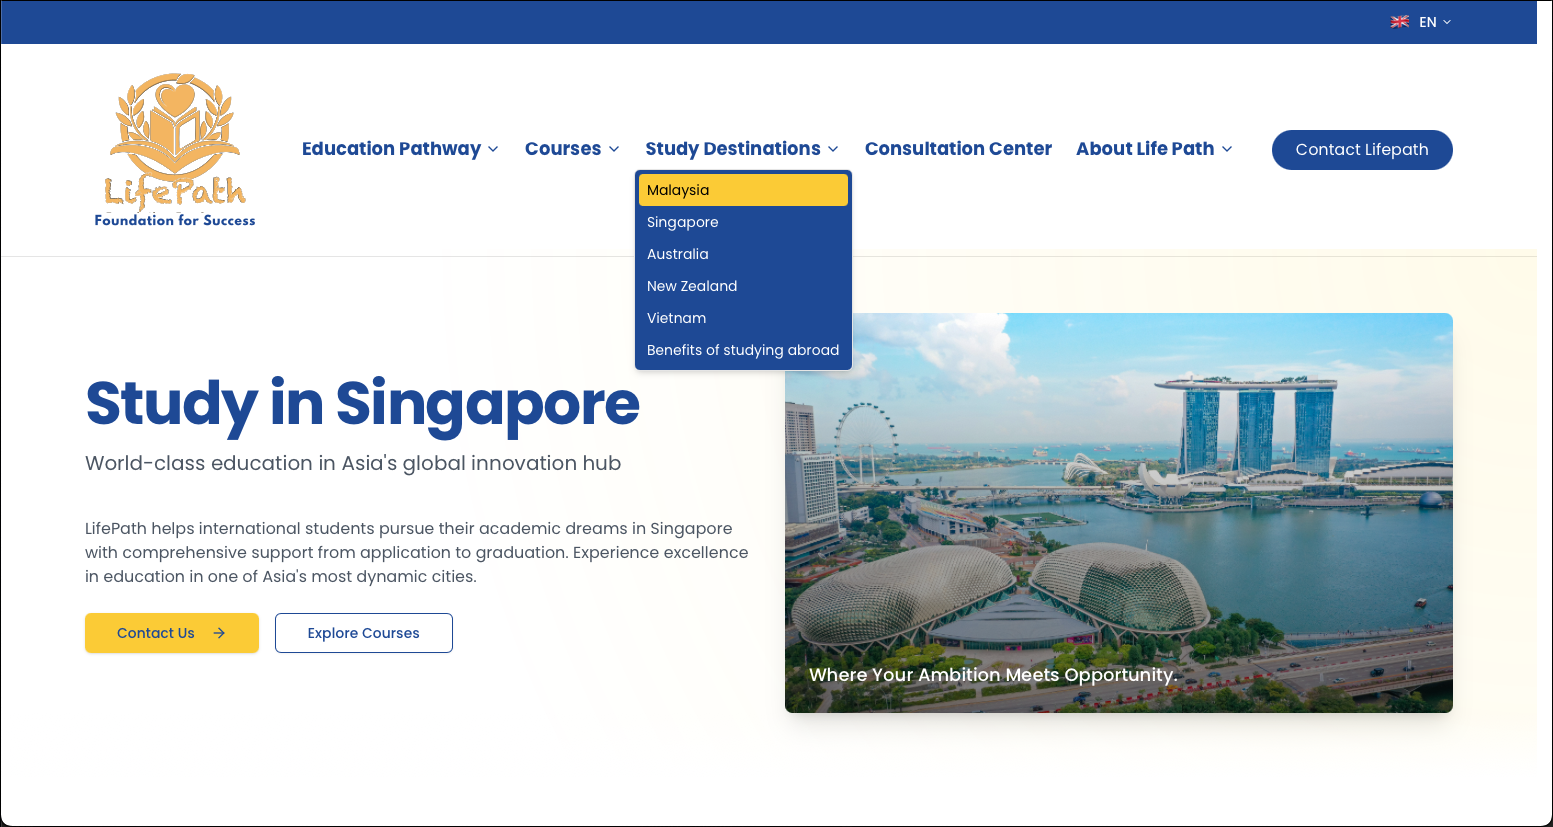 EN
LifePath
Foundation for Success
Education Pathway
Courses
Study Destinations
Consultation Center
About Life Path
Contact Lifepath
Malaysia
Singapore
Australia
New Zealand
Vietnam
Benefits of studying abroad
Study in Singapore
World-class education in Asia's global innovation hub
LifePath helps international students pursue their academic dreams in Singapore
with comprehensive support from application to graduation. Experience excellence
in education in one of Asia's most dynamic cities.
Contact Us
Explore Courses
Where Your Ambition Meets Opportunity.